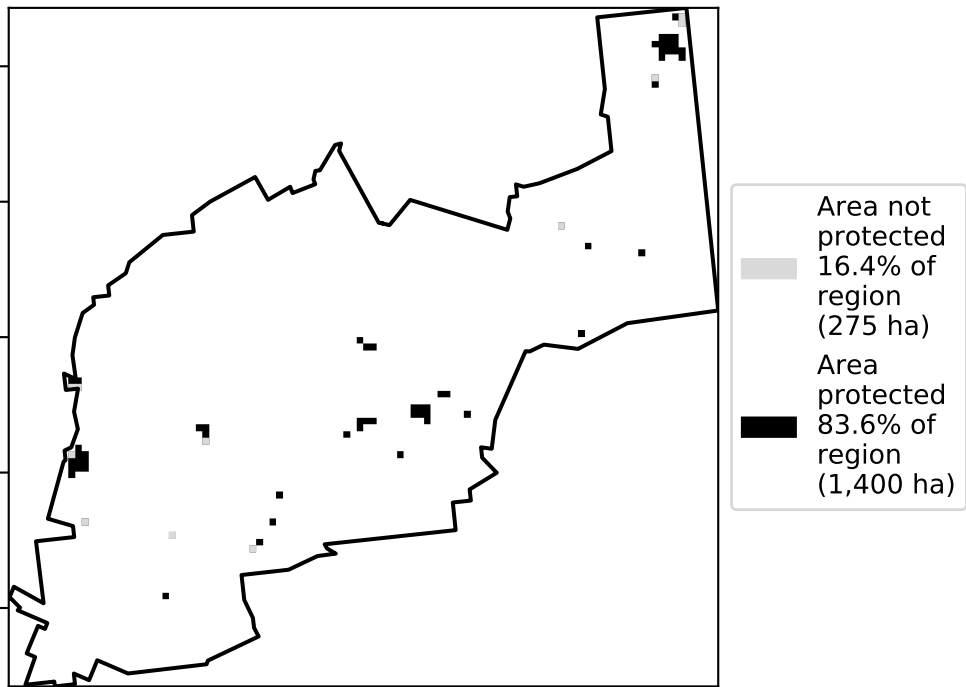 Area not
protected
16.4% of
region
(275 ha)
Area
protected
83.6% of
region
(1,400 ha)